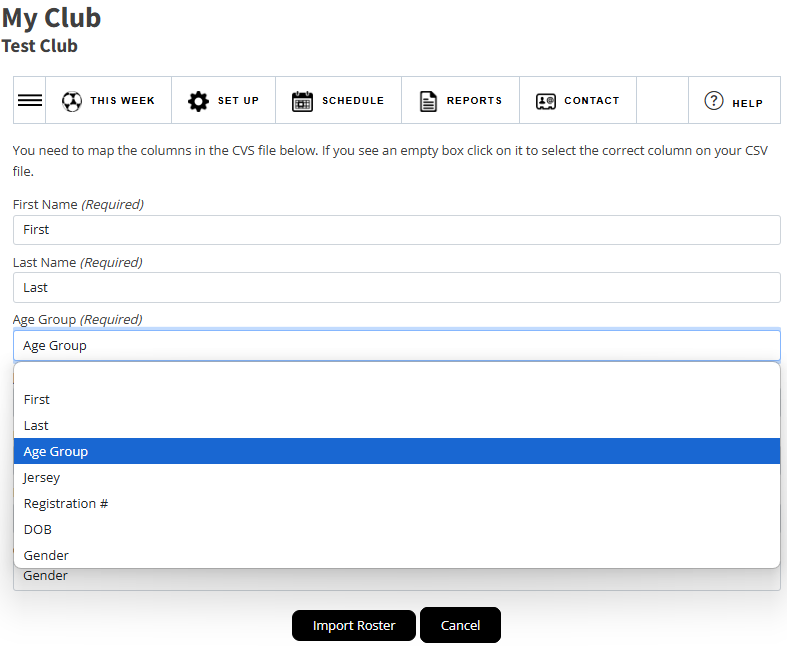 My Club
Test Club
THIS WEEK SET UP SCHEDULE REPORTS CONTACT HELP
You need to map the columns in the CVS file below. If you see an empty box click on it to select the correct column on your CSV
file.
First Name (Required)
First
Last Name (Required)
Last
Age Group (Required)
Age Group
First
Last
Age Group
Jersey
Registration #
DOB
Gender
Gender
Import Roster Cancel